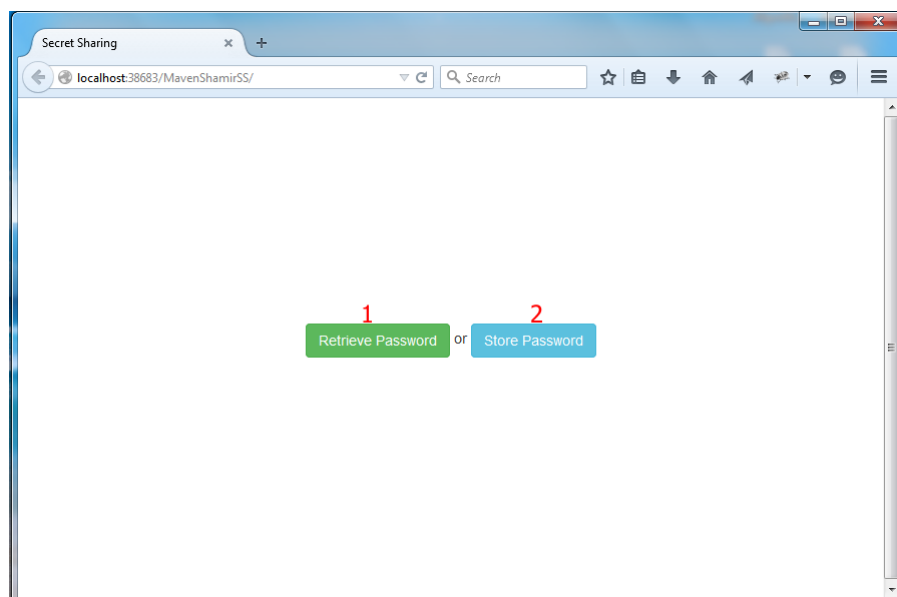 Secret Sharing
localhost:38683/MavenShamirSS/
Search
1
2
Retrieve Password or Store Password